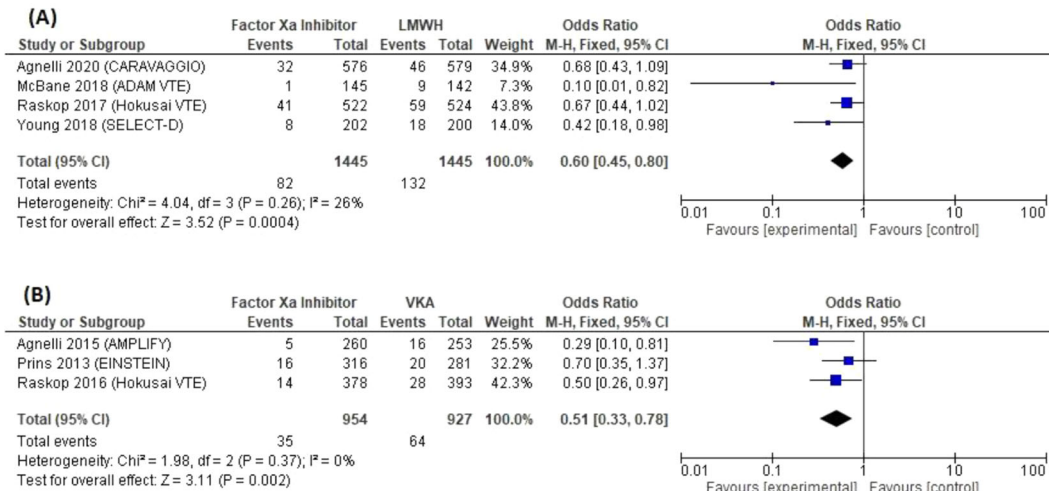 (A)
Factor Xa Inhibitor LMWH Odds Ratio Odds Ratio
Study or Subgroup Events Total Events Total Weight M-H, Fixed, 95% CI M-H, Fixed, 95% CI
Agnelli 2020 (CARAVAGGIO) 32 576 46 579 34.9% 0.68 [0.43, 1.09]
McBane 2018 (ADAM VTE) 1 145 9 142 7.3% 0.10 [0.01, 0.82]
Raskop 2017 (Hokusai VTE) 41 522 59 524 43.8% 0.67 [0.44, 1.02]
Young 2018 (SELECT-D) 8 202 18 200 14.0% 0.42 [0.18, 0.98]
Total (95% CI) 1445 1445 100.0% 0.60 [0.45, 0.80]
Total events 82 132
Heterogeneity: Chi² = 4.04, df = 3 (P = 0.26); I² = 26%
Test for overall effect: Z = 3.52 (P = 0.0004)
0.01 0.1 1 10 100
Favours [experimental] Favours [control]
(B)
Factor Xa Inhibitor VKA Odds Ratio Odds Ratio
Study or Subgroup Events Total Events Total Weight M-H, Fixed, 95% CI M-H, Fixed, 95% CI
Agnelli 2015 (AMPLIFY) 5 260 16 253 25.5% 0.29 [0.10, 0.81]
Prins 2013 (EINSTEIN) 16 316 20 281 32.2% 0.70 [0.35, 1.37]
Raskop 2016 (Hokusai VTE) 14 378 28 393 42.3% 0.50 [0.26, 0.97]
Total (95% CI) 954 927 100.0% 0.51 [0.33, 0.78]
Total events 35 64
Heterogeneity: Chi² = 1.98, df = 2 (P = 0.37); I² = 0%
Test for overall effect: Z = 3.11 (P = 0.002)
0.01 0.1 1 10 100
Favours [experimental] Favours [control]